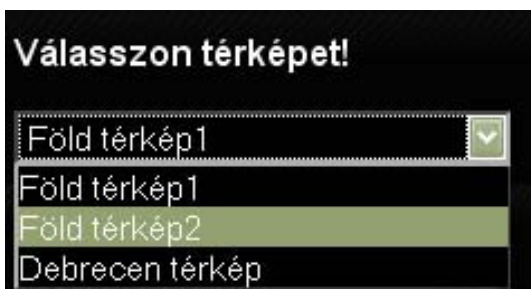 Válasszon térképet!
Föld térkép1
Föld térkép1
Föld térkép2
Debrecen térkép